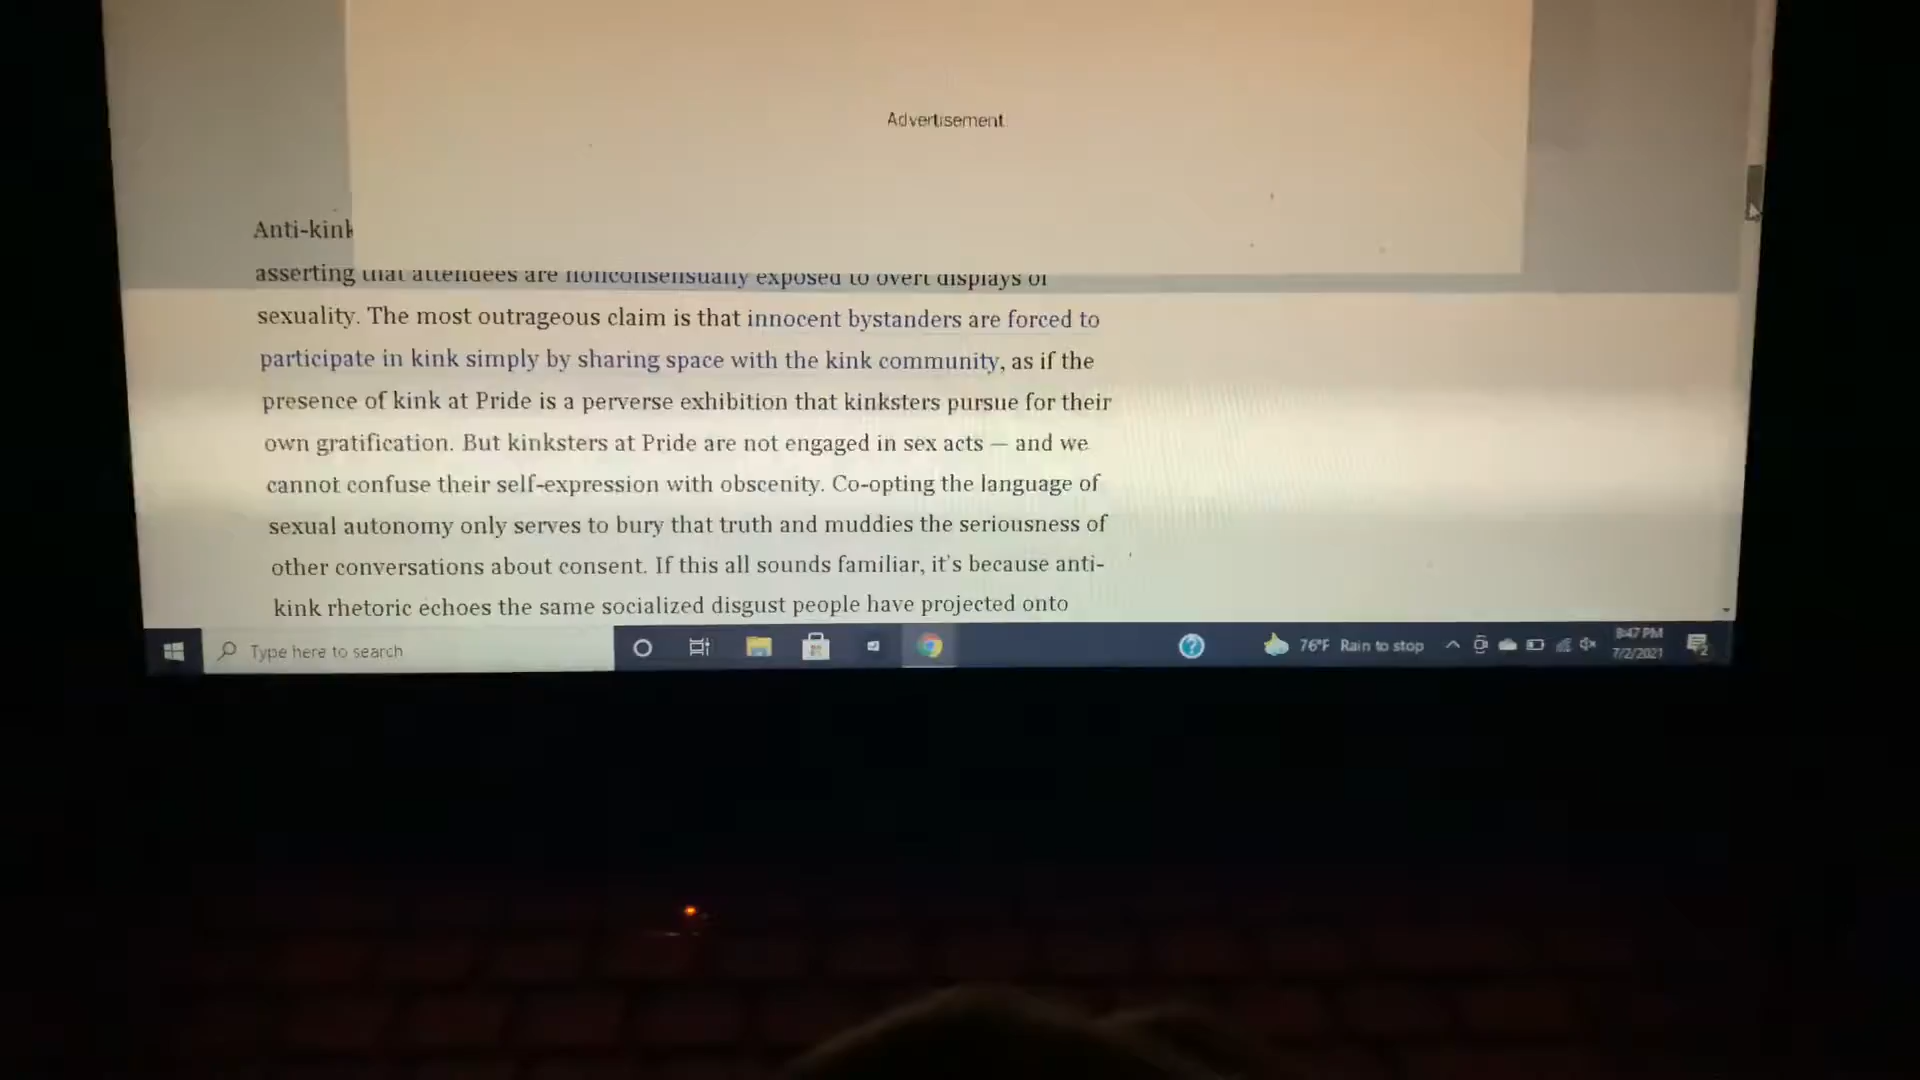 Advertisement
Anti-kink
asserting that attendees are nonconsensually exposed to overt displays of
sexuality. The most outrageous claim is that innocent bystanders are forced to
participate in kink simply by sharing space with the kink community, as if the
presence of kink at Pride is a perverse exhibition that kinksters pursue for their
own gratification. But kinksters at Pride are not engaged in sex acts — and we
cannot confuse their self-expression with obscenity. Co-opting the language of
sexual autonomy only serves to bury that truth and muddies the seriousness of
other conversations about consent. If this all sounds familiar, it's because anti-
kink rhetoric echoes the same socialized disgust people have projected onto
Type here to search
76°F Rain to stop
8:47 PM
7/2/2021
2